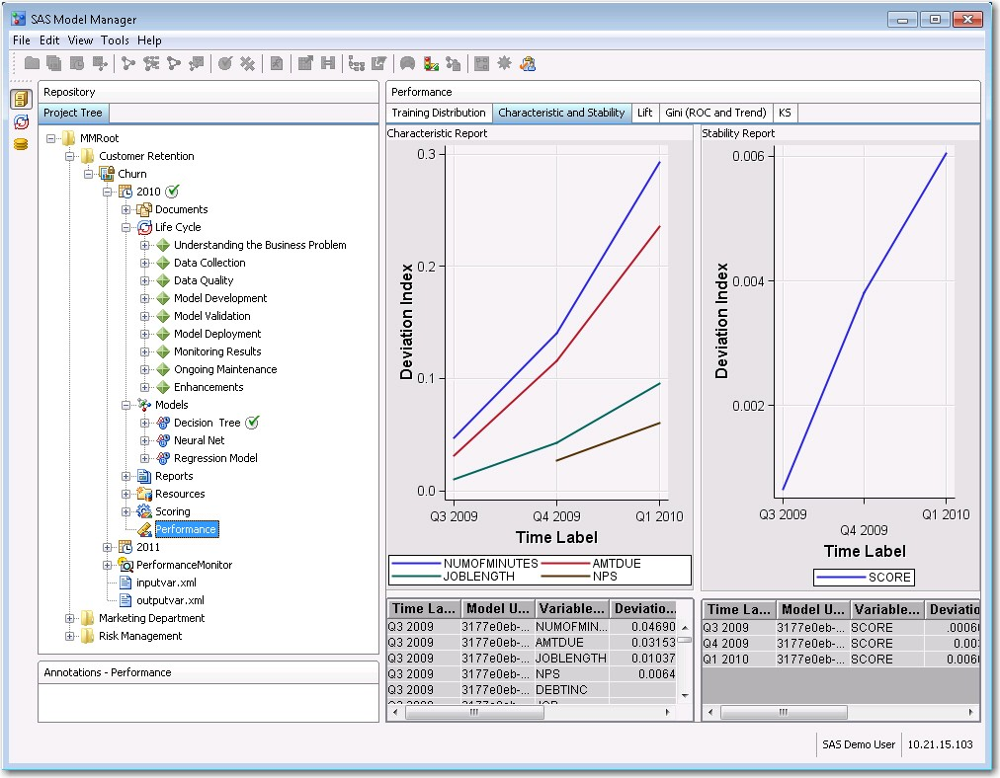 SAS Model Manager
File Edit View Tools Help
Repository
Project Tree
MMRoot
Customer Retention
Churn
2010
Documents
Life Cycle
Understanding the Business Problem
Data Collection
Data Quality
Model Development
Model Validation
Model Deployment
Monitoring Results
Ongoing Maintenance
Enhancements
Models
Decision Tree
Neural Net
Regression Model
Reports
Resources
Scoring
Performance
2011
PerformanceMonitor
inputvar.xml
outputvar.xml
Marketing Department
Risk Management
Annotations - Performance
Performance
Training Distribution Characteristic and Stability Lift Gini (ROC and Trend) KS
Characteristic Report
0.3
0.2
0.1
0.0
Deviation Index
Q3 2009 Q4 2009 Q1 2010
Time Label
NUMOFMINUTES AMTDUE
JOBLENGTH NPS
Time La... Model U... Variable... Deviatio...
Q3 2009 3177e0eb-... NUMOFMIN... 0.04690
Q3 2009 3177e0eb-... AMTDUE 0.03153
Q3 2009 3177e0eb-... JOBLENGTH 0.01037
Q3 2009 3177e0eb-... NPS 0.0064
Q3 2009 3177e0eb-... DEBTINC
Stability Report
0.006
0.004
0.002
Deviation Index
Q3 2009 Q1 2010
Q4 2009
Time Label
SCORE
Time La... Model U... Variable... Deviatio
Q3 2009 3177e0eb-... SCORE .0006
Q4 2009 3177e0eb-... SCORE 0.003
Q1 2010 3177e0eb-... SCORE 0.006
SAS Demo User 10.21.15.103